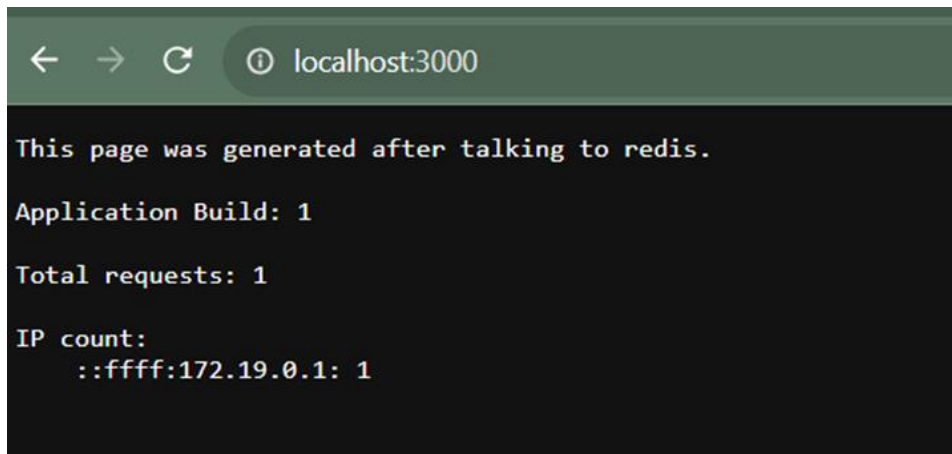 localhost:3000
This page was generated after talking to redis.
Application Build: 1
Total requests: 1
IP count:
::ffff:172.19.0.1: 1